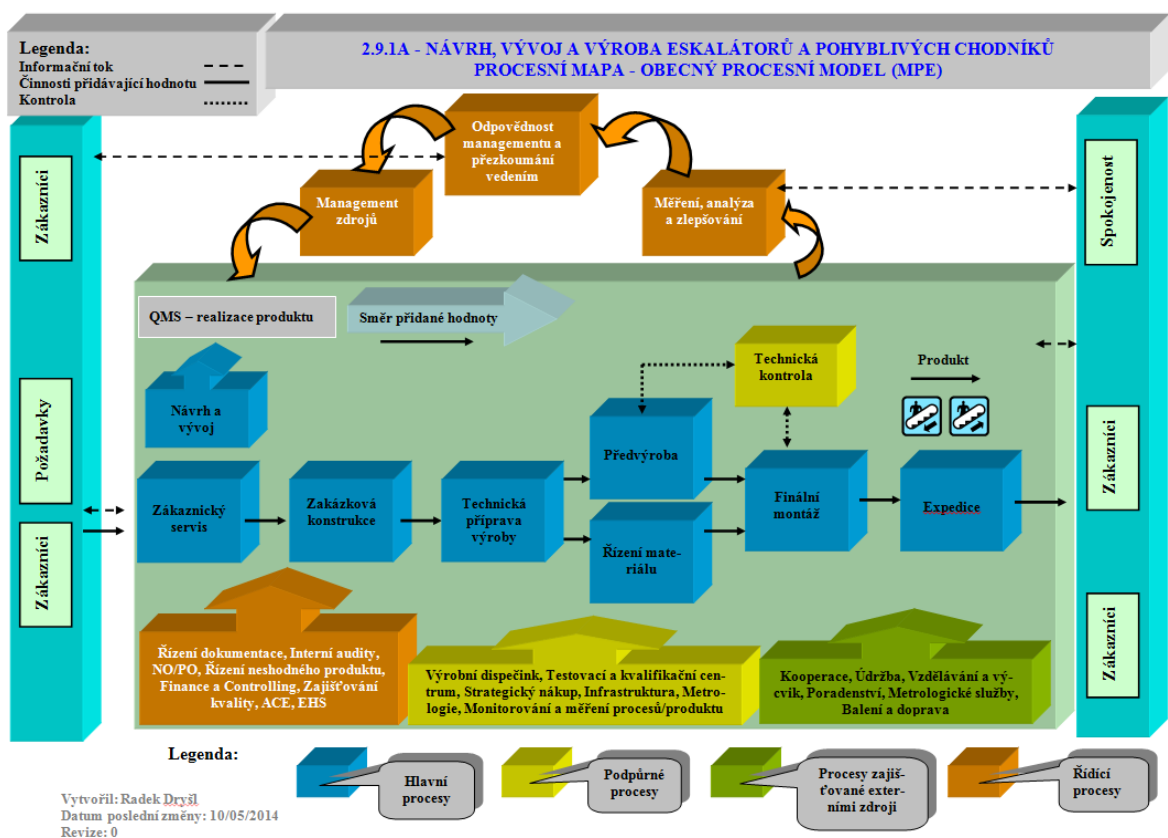 Legenda:
Informační tok
Činnosti přidávající hodnotu
Kontrola
2.9.1A - NÁVRH, VÝVOJ A VÝROBA ESKALÁTORŮ A POHYBLIVÝCH CHODNÍKŮ
PROCESNÍ MAPA - OBECNÝ PROCESNÍ MODEL (MPE)
Zákazníci
Požadavky
Zákazníci
Odpovědnost
managementu a
přezkoumání
vedením
Management
zdrojů
Měření, analýza
a zlepšování
Spokojenost
Zákazníci
Zákazníci
QMS – realizace produktu
Směr přidané hodnoty
Návrh a
vývoj
Technická
kontrola
Produkt
Zákaznický
servis
Zakázková
konstrukce
Technická
příprava
výroby
Předvýroba
Řízení mate-
riálu
Finální
montáž
Expedice
Řízení dokumentace, Interní audity,
NO/PO, Řízení neshodného produktu,
Finance a Controlling, Zajišťování
kvality, ACE, EHS
Výrobní dispečink, Testovací a kvalifikační
centrum, Strategický nákup, Infrastruktura, Metro-
logie, Monitorování a měření procesů/produktu
Kooperace, Údržba, Vzdělávání a vý-
cvik, Poradenství, Metrologické služby,
Balení a doprava
Legenda:
Hlavní
procesy
Podpůrné
procesy
Procesy zajiš-
ťované exter-
ními zdroji
Řídící
procesy
Vytvořil: Radek Dryšl
Datum poslední změny: 10/05/2014
Revize: 0